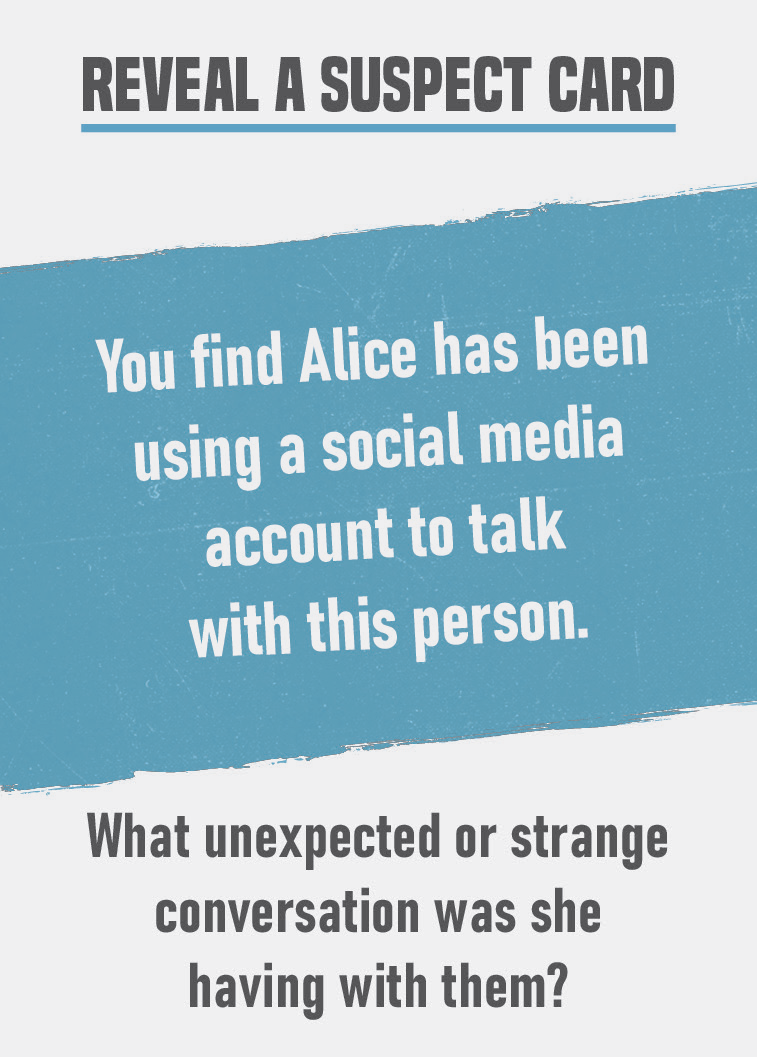 REVEAL A SUSPECT CARD
You find Alice has been
using a social media
account to talk
with this person.
What unexpected or strange
conversation was she
having with them?